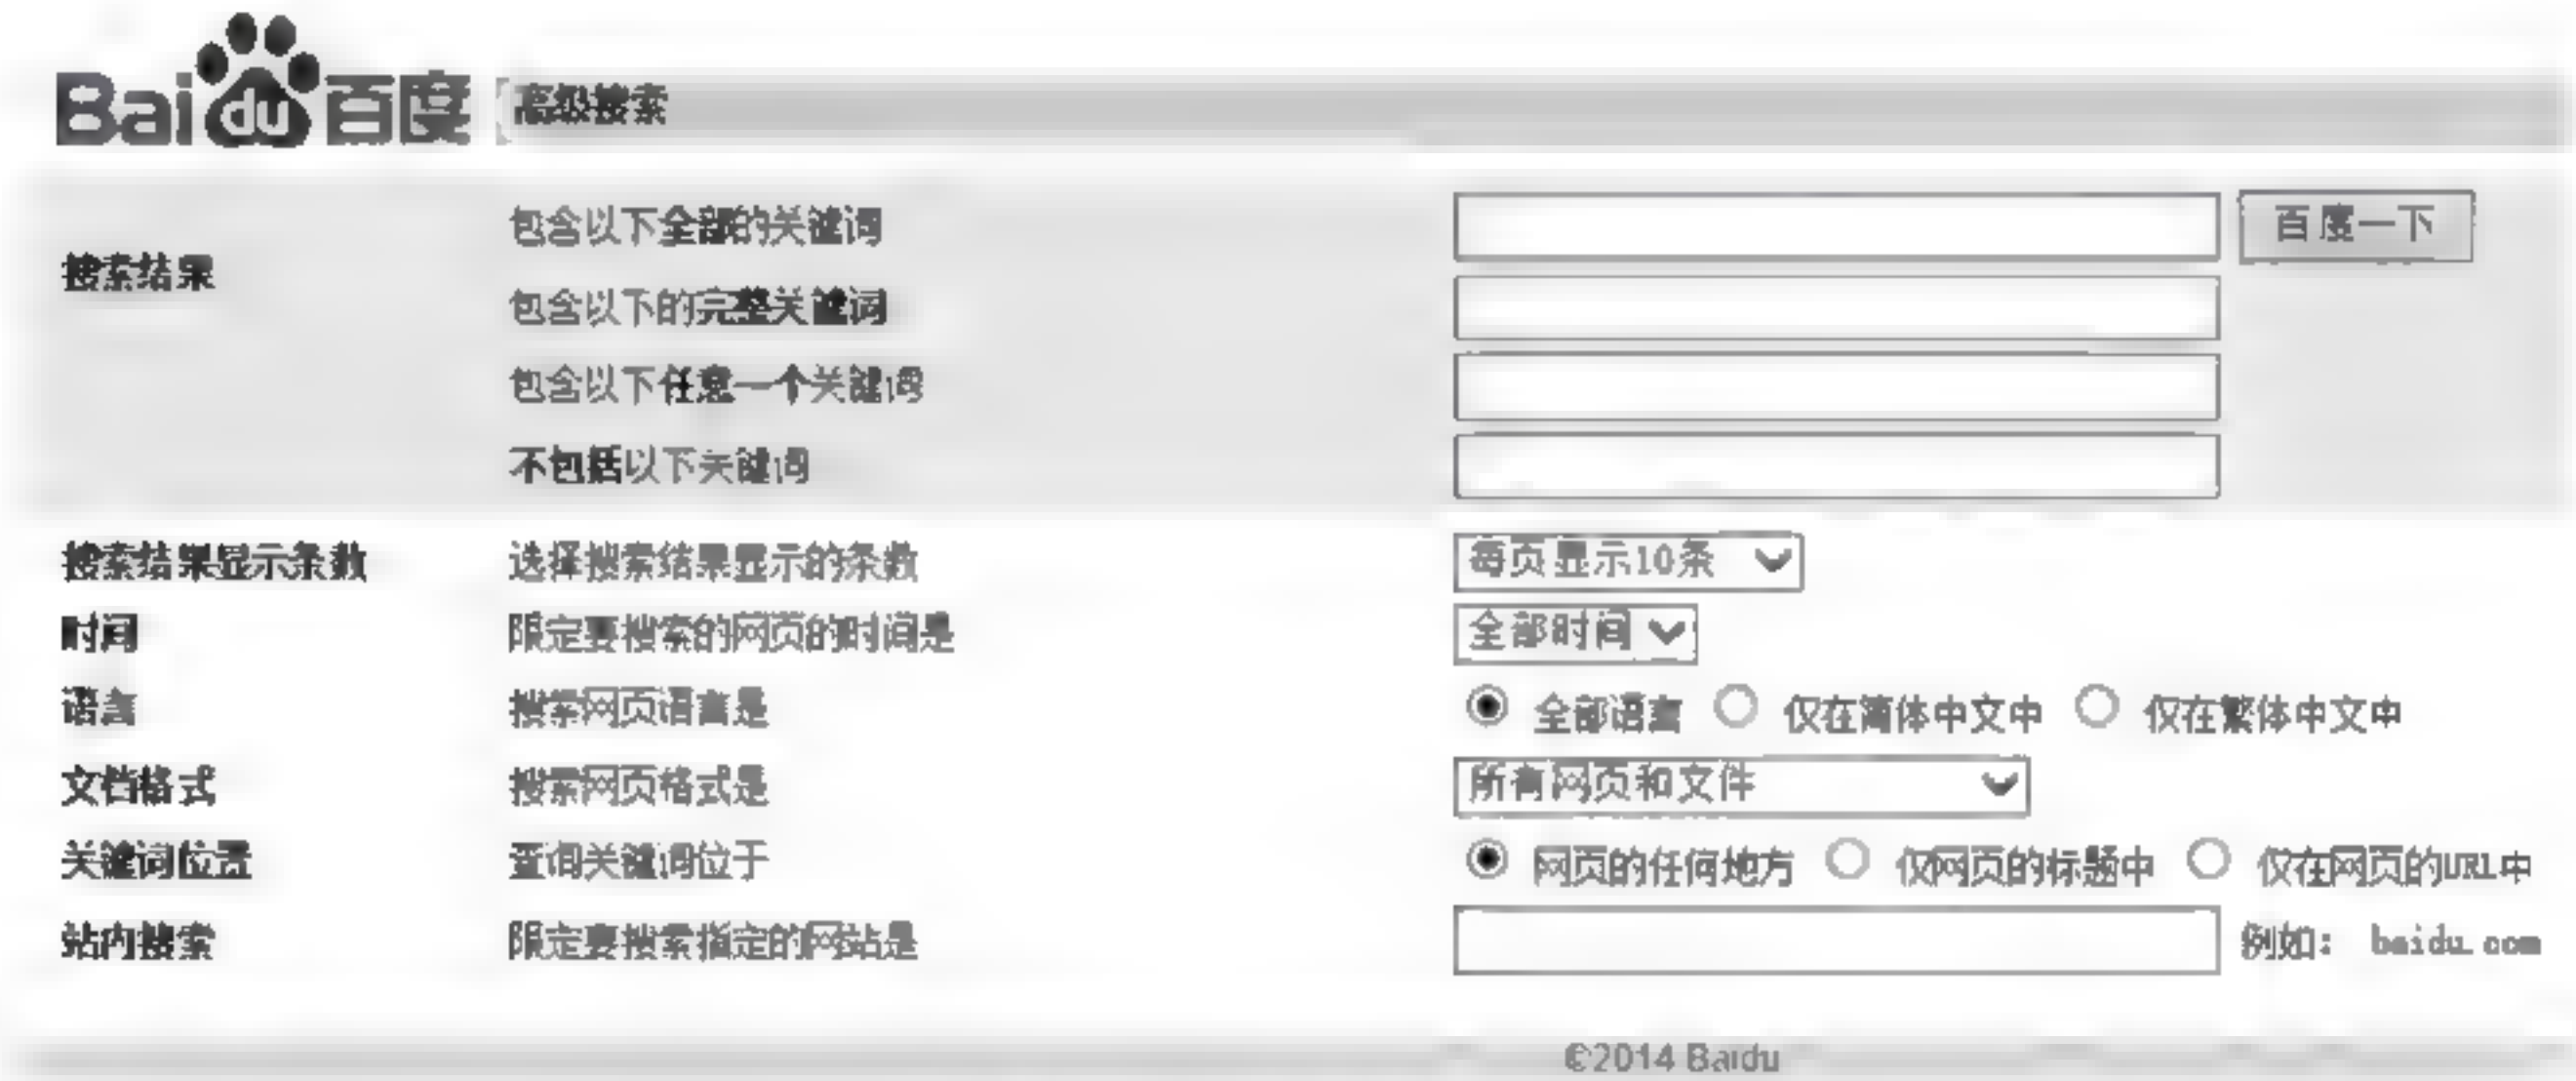 Baidu百度 高级搜索
包含以下全部的关键词 百度一下
搜索结果
包含以下的完整关键词
包含以下任意一个关键词
不包括以下关键词
搜索结果显示条数 选择搜索结果显示的条数 每页显示10条
时间 限定要搜索的网页的时间是 全部时间
语言 搜索网页语言是 全部语言 仅在简体中文中 仅在繁体中文中
文档格式 搜索网页格式是 所有网页和文件
关键词位置 查询关键词位于 网页的任何地方 仅网页的标题中 仅在网页的URL中
站内搜索 限定要搜索指定的网站是 例如： baidu.com
©2014 Baidu